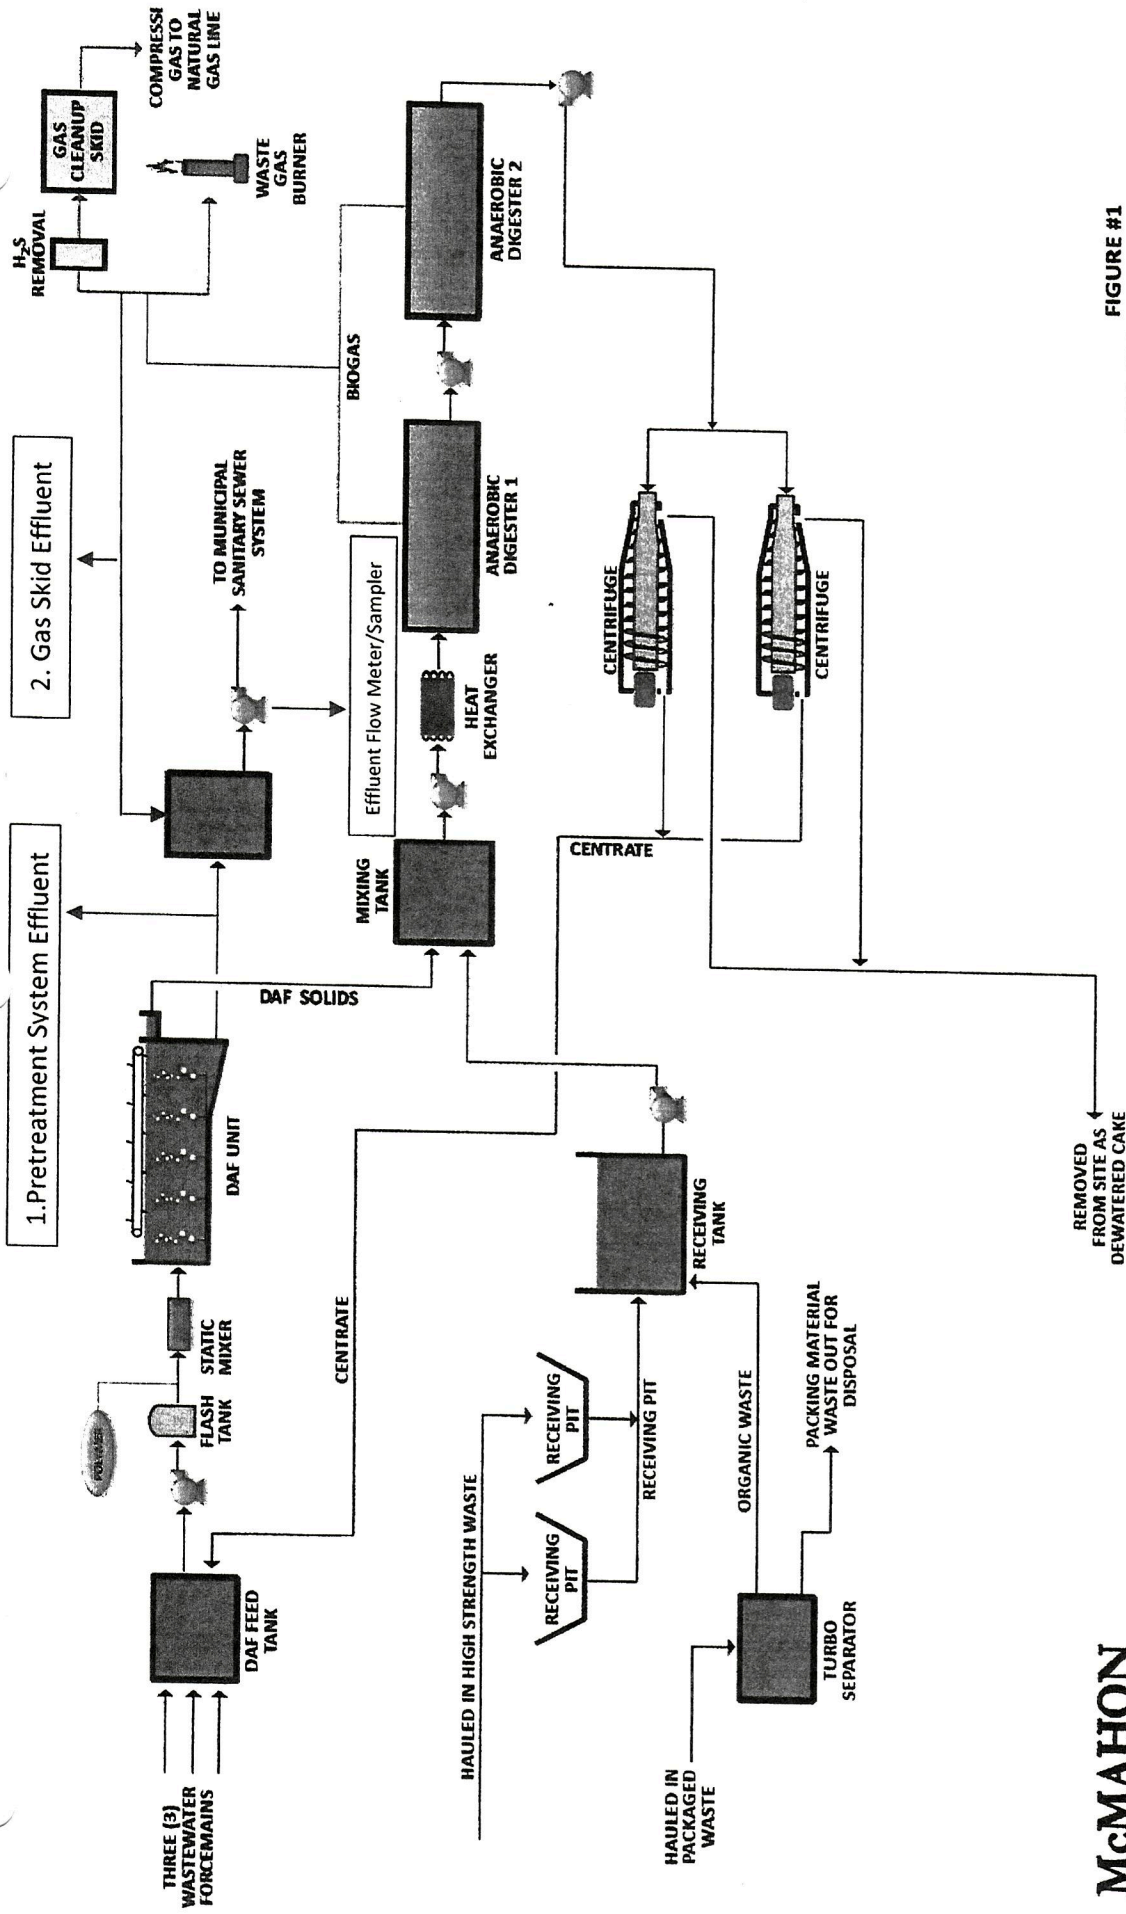 1.Pretreatment System Effluent
2. Gas Skid Effluent
H2S
REMOVAL
GAS
CLEANUP
SKID
COMPRESSI
GAS TO
NATURAL
GAS LINE
WASTE
GAS
BURNER
THREE (3)
WASTEWATER
FORCEMAINS
DAF FEED
TANK
POLYMER
FLASH
TANK
STATIC
MIXER
DAF UNIT
DAF SOLIDS
TO MUNICIPAL
SANITARY SEWER
SYSTEM
Effluent Flow Meter/Sampler
BIOGAS
CENTRATE
MIXING
TANK
HEAT
EXCHANGER
ANAEROBIC
DIGESTER 1
ANAEROBIC
DIGESTER 2
HAULED IN HIGH STRENGTH WASTE
RECEIVING
PIT
RECEIVING
PIT
RECEIVING PIT
RECEIVING
TANK
CENTRATE
CENTRIFUGE
CENTRIFUGE
HAULED IN
PACKAGED
WASTE
TURBO
SEPARATOR
ORGANIC WASTE
PACKING MATERIAL
WASTE OUT FOR
DISPOSAL
REMOVED
FROM SITE AS
DEWATERED CAKE
McMAHON
FIGURE #1